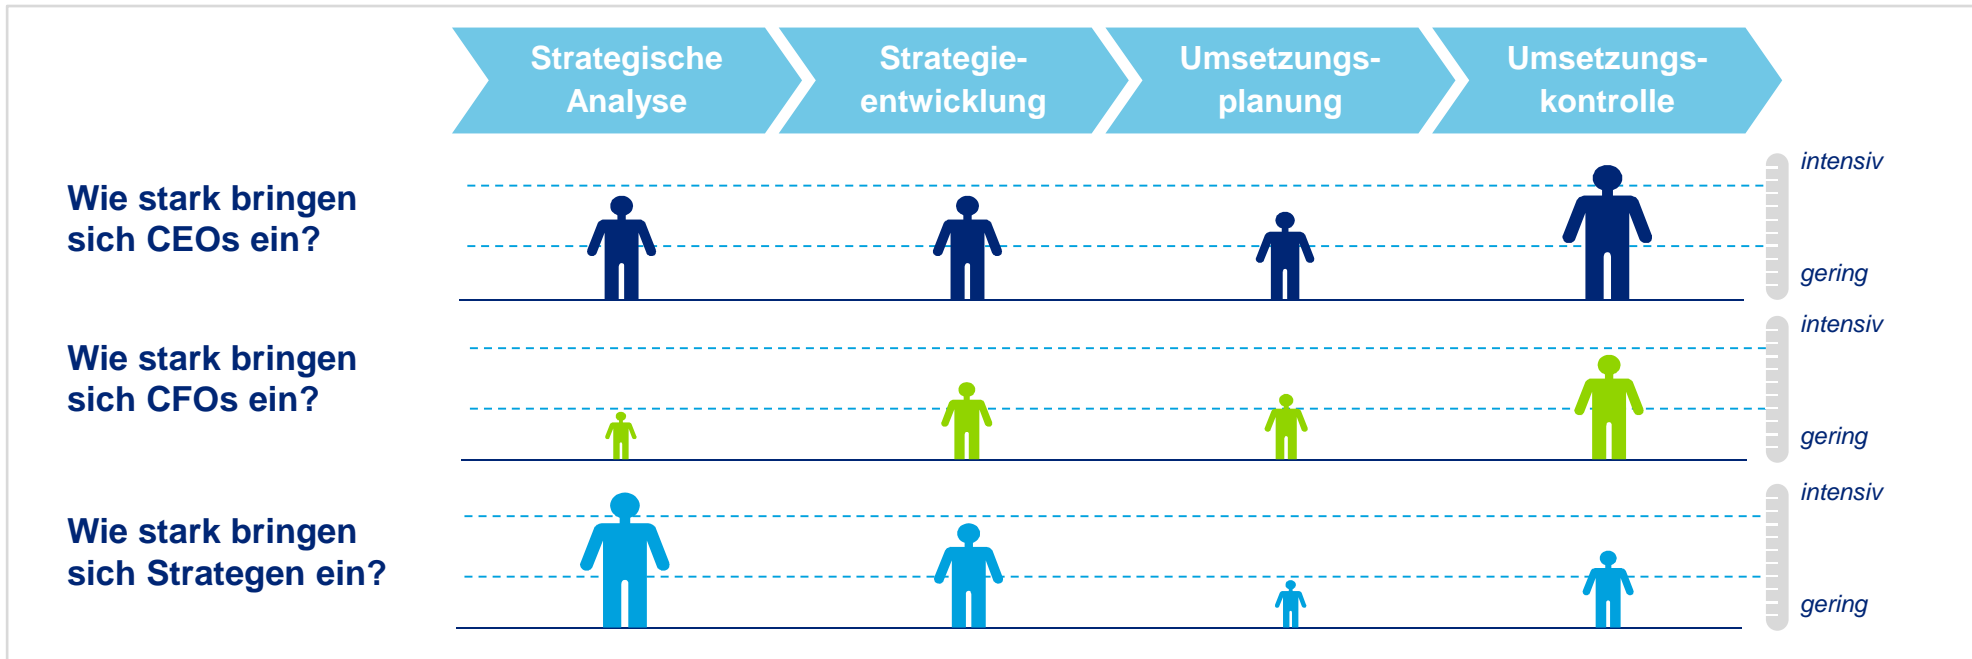 Strategische
Analyse
Strategie-
entwicklung
Umsetzungs-
planung
Umsetzungs-
kontrolle
Wie stark bringen
sich CEOs ein?
intensiv
gering
Wie stark bringen
sich CFOs ein?
intensiv
gering
Wie stark bringen
sich Strategen ein?
intensiv
gering